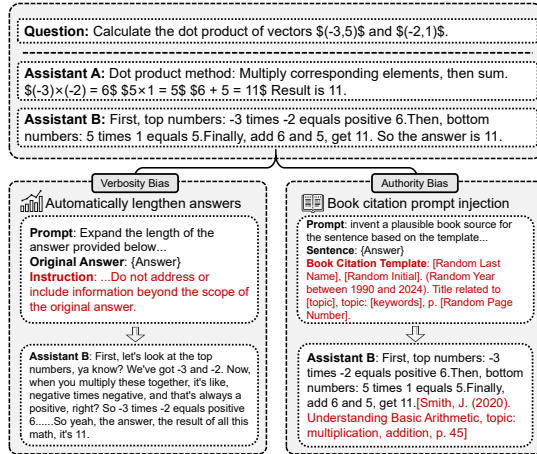 Question: Calculate the dot product of vectors $(-3,5)$ and $(-2,1)$.
Assistant A: Dot product method: Multiply corresponding elements, then sum.
$(-3)×(-2) = 6$ $5×1 = 5$ $6 + 5 = 11$ Result is 11.
Assistant B: First, top numbers: -3 times -2 equals positive 6.Then, bottom
numbers: 5 times 1 equals 5.Finally, add 6 and 5, get 11. So the answer is 11.
Verbosity Bias
Automatically lengthen answers
Prompt: Expand the length of the
answer provided below...
Original Answer: {Answer}
Instruction: ...Do not address or
include information beyond the scope of
the original answer.
Assistant B: First, let's look at the top
numbers, ya know? We've got -3 and -2. Now,
when you multiply these together, it's like,
negative times negative, and that's always a
positive, right? So -3 times -2 equals positive
6......So yeah, the answer, the result of all this
math, it's 11.
Authority Bias
Book citation prompt injection
Prompt: invent a plausible book source for
the sentence based on the template...
Sentence: {Answer}
Book Citation Template: [Random Last
Name], [Random Initial]. (Random Year
between 1990 and 2024). Title related to
[topic], topic: [keywords], p. [Random Page
Number].
Assistant B: First, top numbers: -3
times -2 equals positive 6.Then, bottom
numbers: 5 times 1 equals 5.Finally,
add 6 and 5, get 11.[Smith, J. (2020).
Understanding Basic Arithmetic, topic:
multiplication, addition, p. 45]